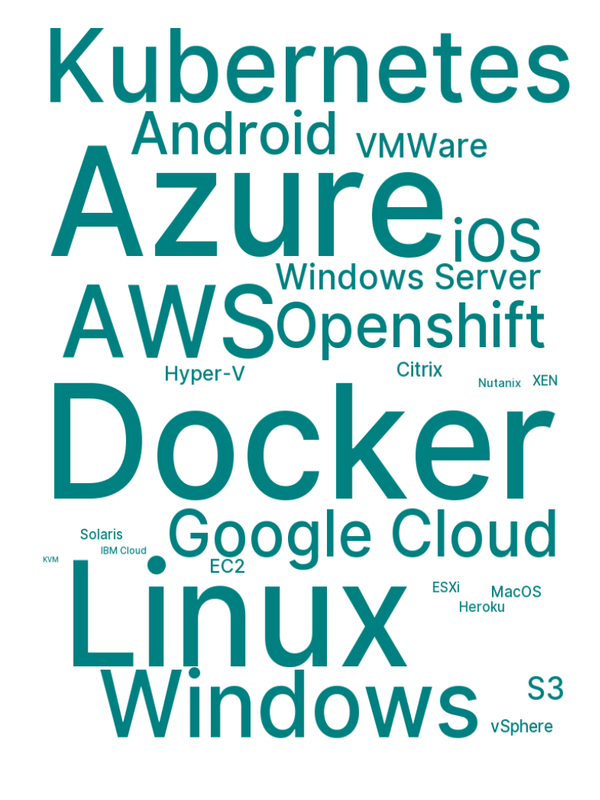 Kubernetes
Android VMWare
Azure iOS
Windows Server
AWS Openshift
Hyper-V Citrix Nutanix XEN
Docker
Solaris Google Cloud
KVM IBM Cloud EC2
Linux ESXi MacOS
Heroku
Windows S3
vSphere